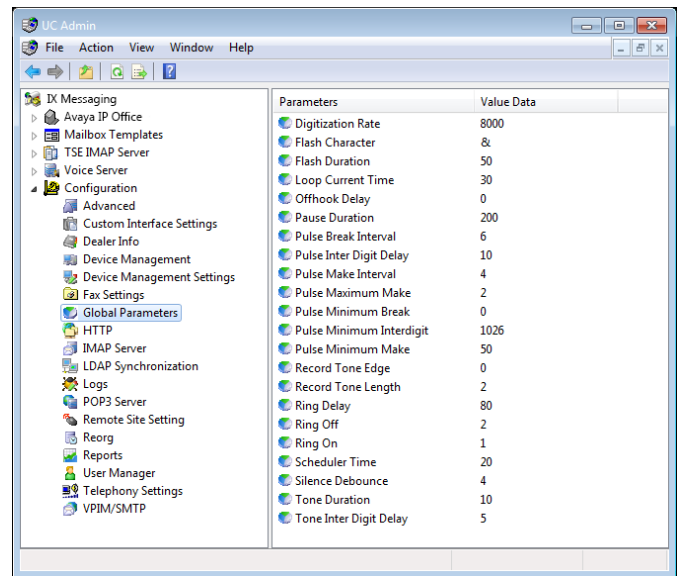 UC Admin
File Action View Window Help
IX Messaging
Avaya IP Office
Mailbox Templates
TSE IMAP Server
Voice Server
Configuration
Advanced
Custom Interface Settings
Dealer Info
Device Management
Device Management Settings
Fax Settings
Global Parameters
HTTP
IMAP Server
LDAP Synchronization
Logs
POP3 Server
Remote Site Setting
Reorg
Reports
User Manager
Telephony Settings
VPIM/SMTP
Parameters Value Data
Digitization Rate 8000
Flash Character &
Flash Duration 50
Loop Current Time 30
Offhook Delay 0
Pause Duration 200
Pulse Break Interval 6
Pulse Inter Digit Delay 10
Pulse Make Interval 4
Pulse Maximum Make 2
Pulse Minimum Break 0
Pulse Minimum Interdigit 1026
Pulse Minimum Make 50
Record Tone Edge 0
Record Tone Length 2
Ring Delay 80
Ring Off 2
Ring On 1
Scheduler Time 20
Silence Debounce 4
Tone Duration 10
Tone Inter Digit Delay 5